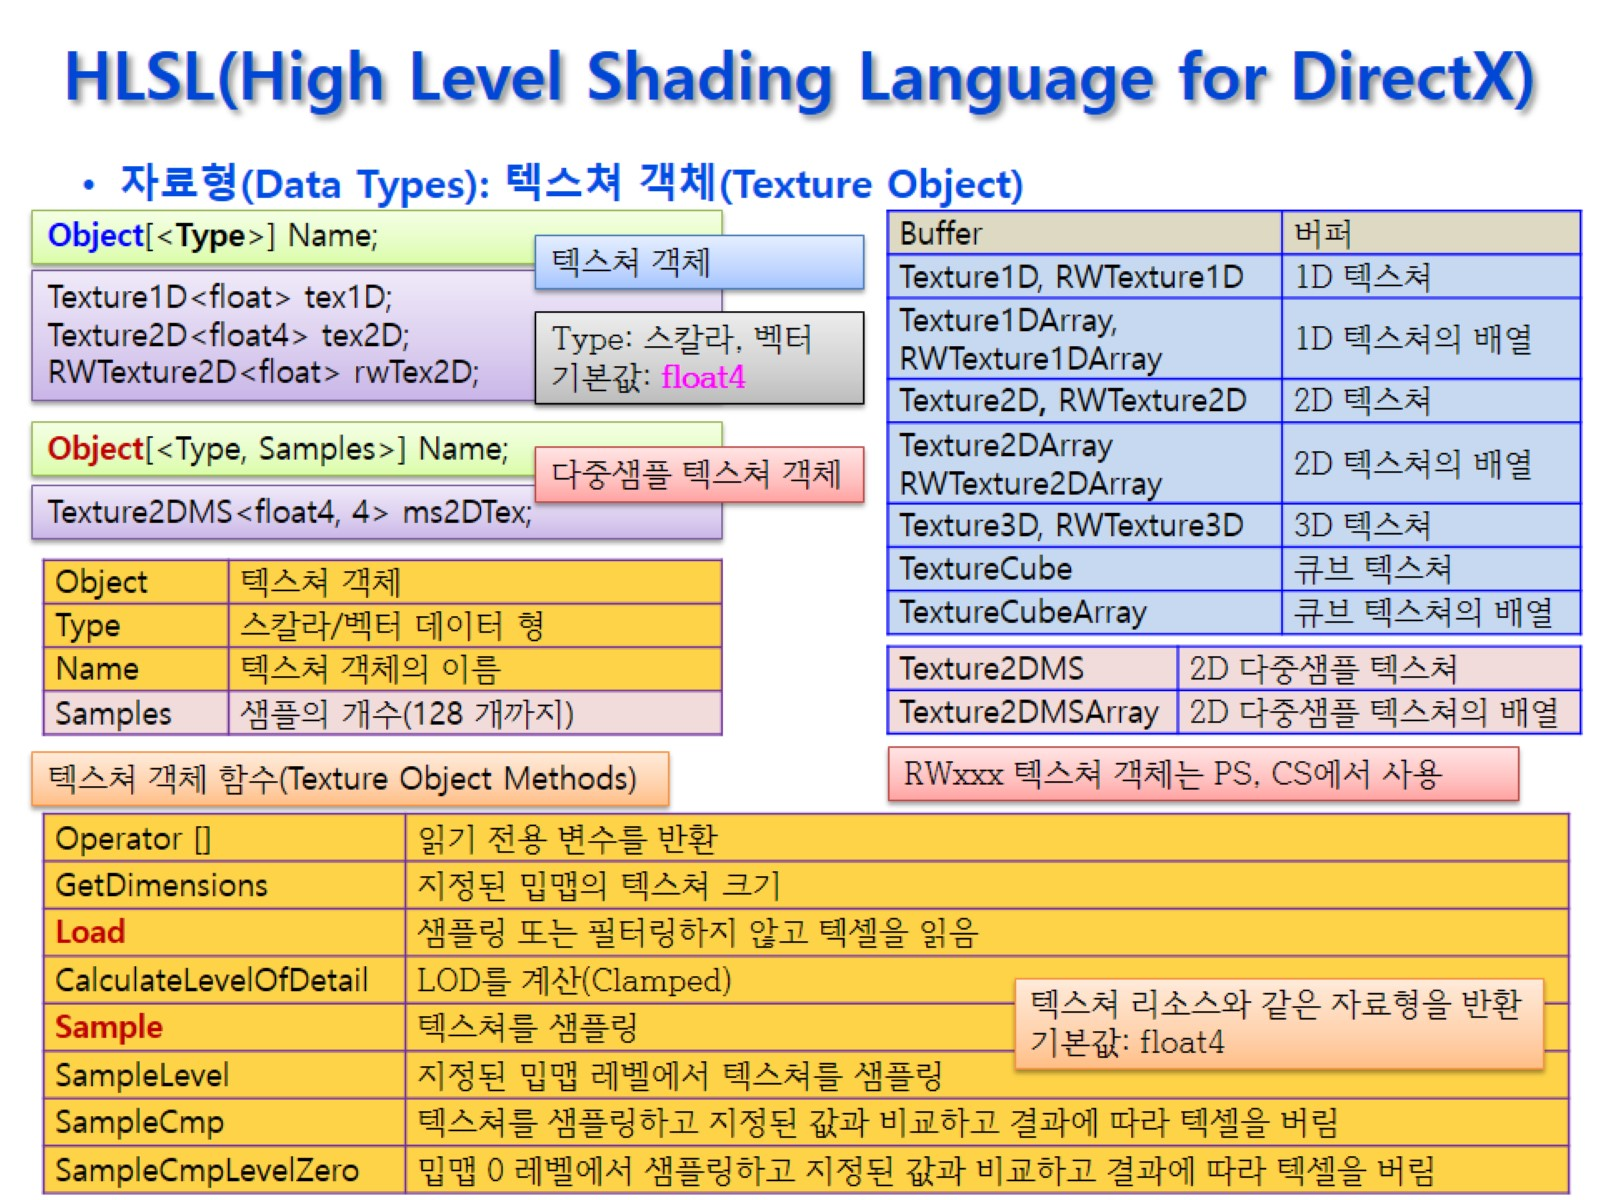 HLSL(High Level Shading Language for DirectX)
• 자료형(Data Types): 텍스쳐 객체(Texture Object)
Object[<Type>] Name;
텍스쳐 객체
Texture1D<float> tex1D;
Texture2D<float4> tex2D;
RWTexture2D<float> rwTex2D;
Type: 스칼라, 벡터
기본값: float4
Object[<Type, Samples>] Name;
다중샘플 텍스쳐 객체
Texture2DMS<float4, 4> ms2DTex;
Object 텍스쳐 객체
Type 스칼라/벡터 데이터 형
Name 텍스쳐 객체의 이름
Samples 샘플의 개수(128 개까지)
Buffer 버퍼
Texture1D, RWTexture1D 1D 텍스쳐
Texture1DArray,
RWTexture1DArray 1D 텍스쳐의 배열
Texture2D, RWTexture2D 2D 텍스쳐
Texture2DArray
RWTexture2DArray 2D 텍스쳐의 배열
Texture3D, RWTexture3D 3D 텍스쳐
TextureCube 큐브 텍스쳐
TextureCubeArray 큐브 텍스쳐의 배열
Texture2DMS 2D 다중샘플 텍스쳐
Texture2DMSArray 2D 다중샘플 텍스쳐의 배열
텍스쳐 객체 함수(Texture Object Methods)
RWxxx 텍스쳐 객체는 PS, CS에서 사용
Operator [] 읽기 전용 변수를 반환
GetDimensions 지정된 밉맵의 텍스쳐 크기
Load 샘플링 또는 필터링하지 않고 텍셀을 읽음
CalculateLevelOfDetail LOD를 계산(Clamped)
Sample 텍스쳐를 샘플링
텍스쳐 리소스와 같은 자료형을 반환
기본값: float4
SampleLevel 지정된 밉맵 레벨에서 텍스쳐를 샘플링
SampleCmp 텍스쳐를 샘플링하고 지정된 값과 비교하고 결과에 따라 텍셀을 버림
SampleCmpLevelZero 밉맵 0 레벨에서 샘플링하고 지정된 값과 비교하고 결과에 따라 텍셀을 버림